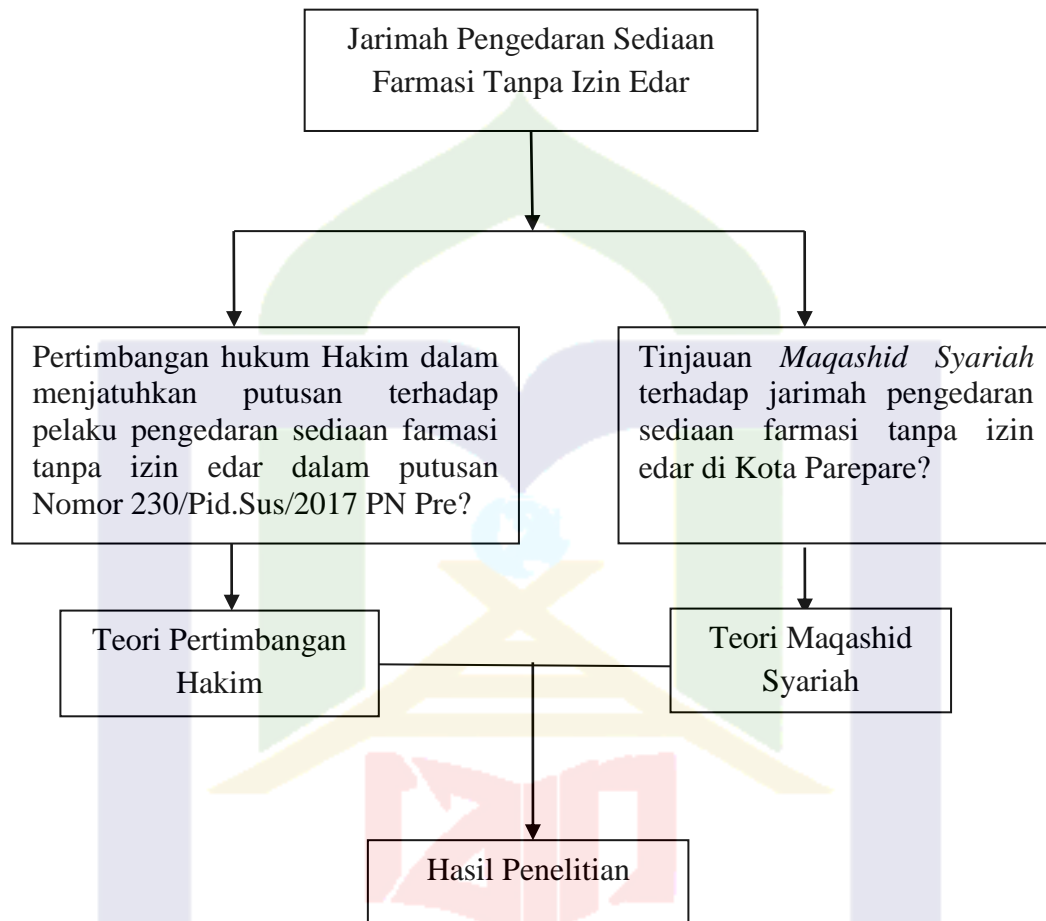 Jarimah Pengedaran Sediaan
Farmasi Tanpa Izin Edar
Pertimbangan hukum Hakim dalam
menjatuhkan putusan terhadap
pelaku pengedaran sediaan farmasi
tanpa izin edar dalam putusan
Nomor 230/Pid.Sus/2017 PN Pre?
Tinjauan Maqashid Syariah
terhadap jarimah pengedaran
sediaan farmasi tanpa izin
edar di Kota Parepare?
Teori Pertimbangan
Hakim
Teori Maqashid
Syariah
Hasil Penelitian